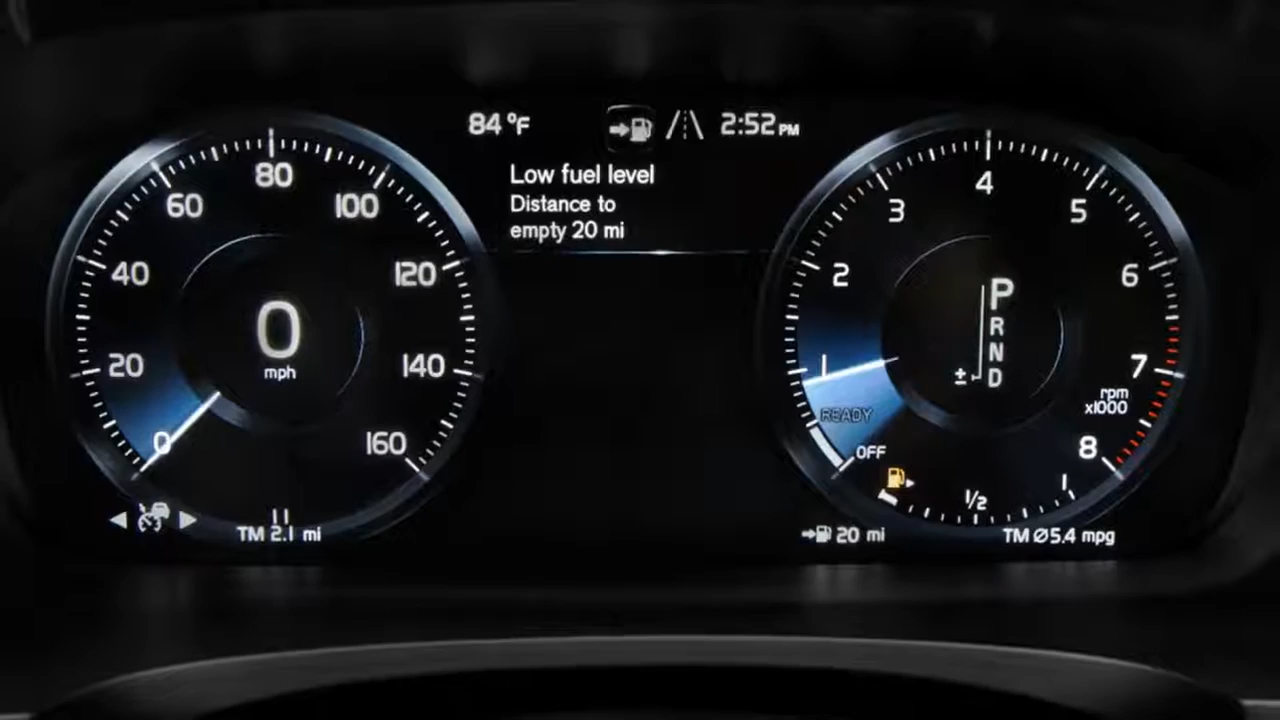 84 °F
2:52 PM
Low fuel level
Distance to
empty 20 mi
0
20
40
60
80
100
120
140
160
0
mph
TM 2.1 mi
OFF
READY
1
2
3
4
5
6
7
8
rpm
x1000
P
R
N
D
±
1/2
1
20 mi
TM Ø5.4 mpg